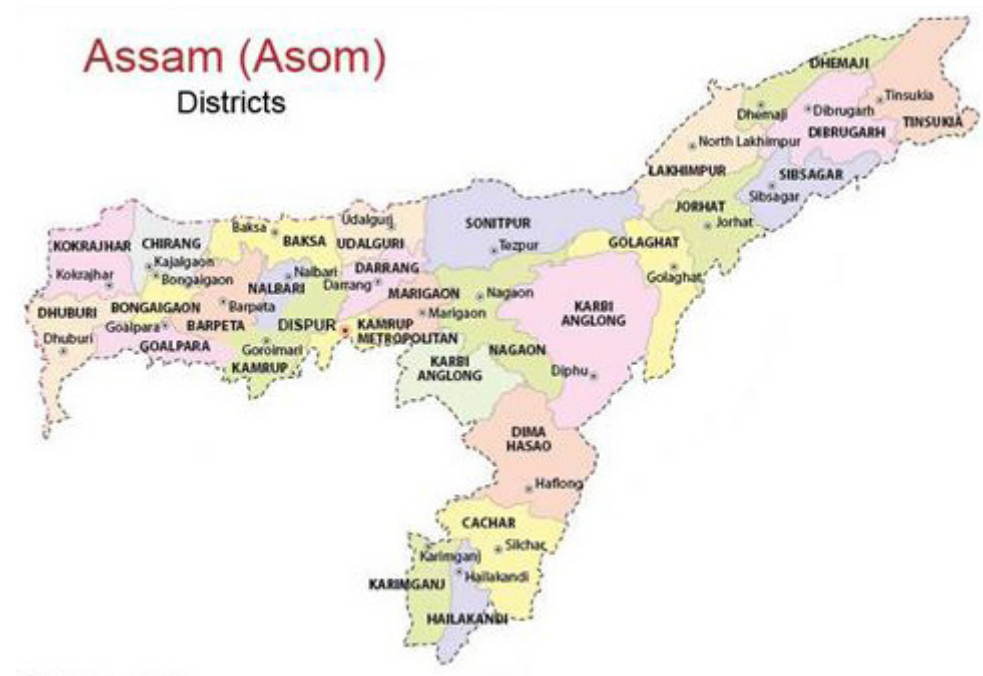 Assam (Asom)
Districts
DHEMAJI
Dhemaji
Tinsukia
Dibrugarh
TINSUKIA
DIBRUGARH
North Lakhimpur
LAKHIMPUR
SIBSAGAR
Sibsagar
JORHAT
Jorhat
SONITPUR
Tezpur
GOLAGHAT
Golaghat
Udalguri
UDALGURI
Baksa
BAKSA
KOKRAJHAR
Kokrajhar
CHIRANG
Kajalgaon
Bongaigaon
Nalbari
NALBARI
DARRANG
Darrang
MARIGAON
Marigaon
Nagaon
NAGAON
KARBI
ANGLONG
Diphu
DHUBURI
Dhuburi
BONGAIGAON
Goalpara
GOALPARA
Barpeta
BARPETA
DISPUR
KAMRUP
METROPOLITAN
Goroimari
KAMRUP
KARBI
ANGLONG
DIMA
HASAO
Haflong
CACHAR
Silchar
Karimganj
KARIMGANJ
Hailakandi
HAILAKANDI